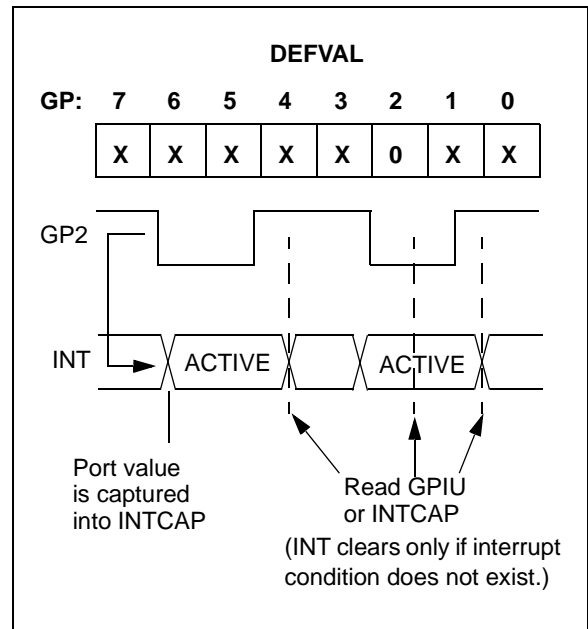 DEFVAL
GP: 7 6 5 4 3 2 1 0
X X X X X 0 X X
GP2
INT ACTIVE ACTIVE
Port value
is captured
into INTCAP
Read GPIU
or INTCAP
(INT clears only if interrupt
condition does not exist.)